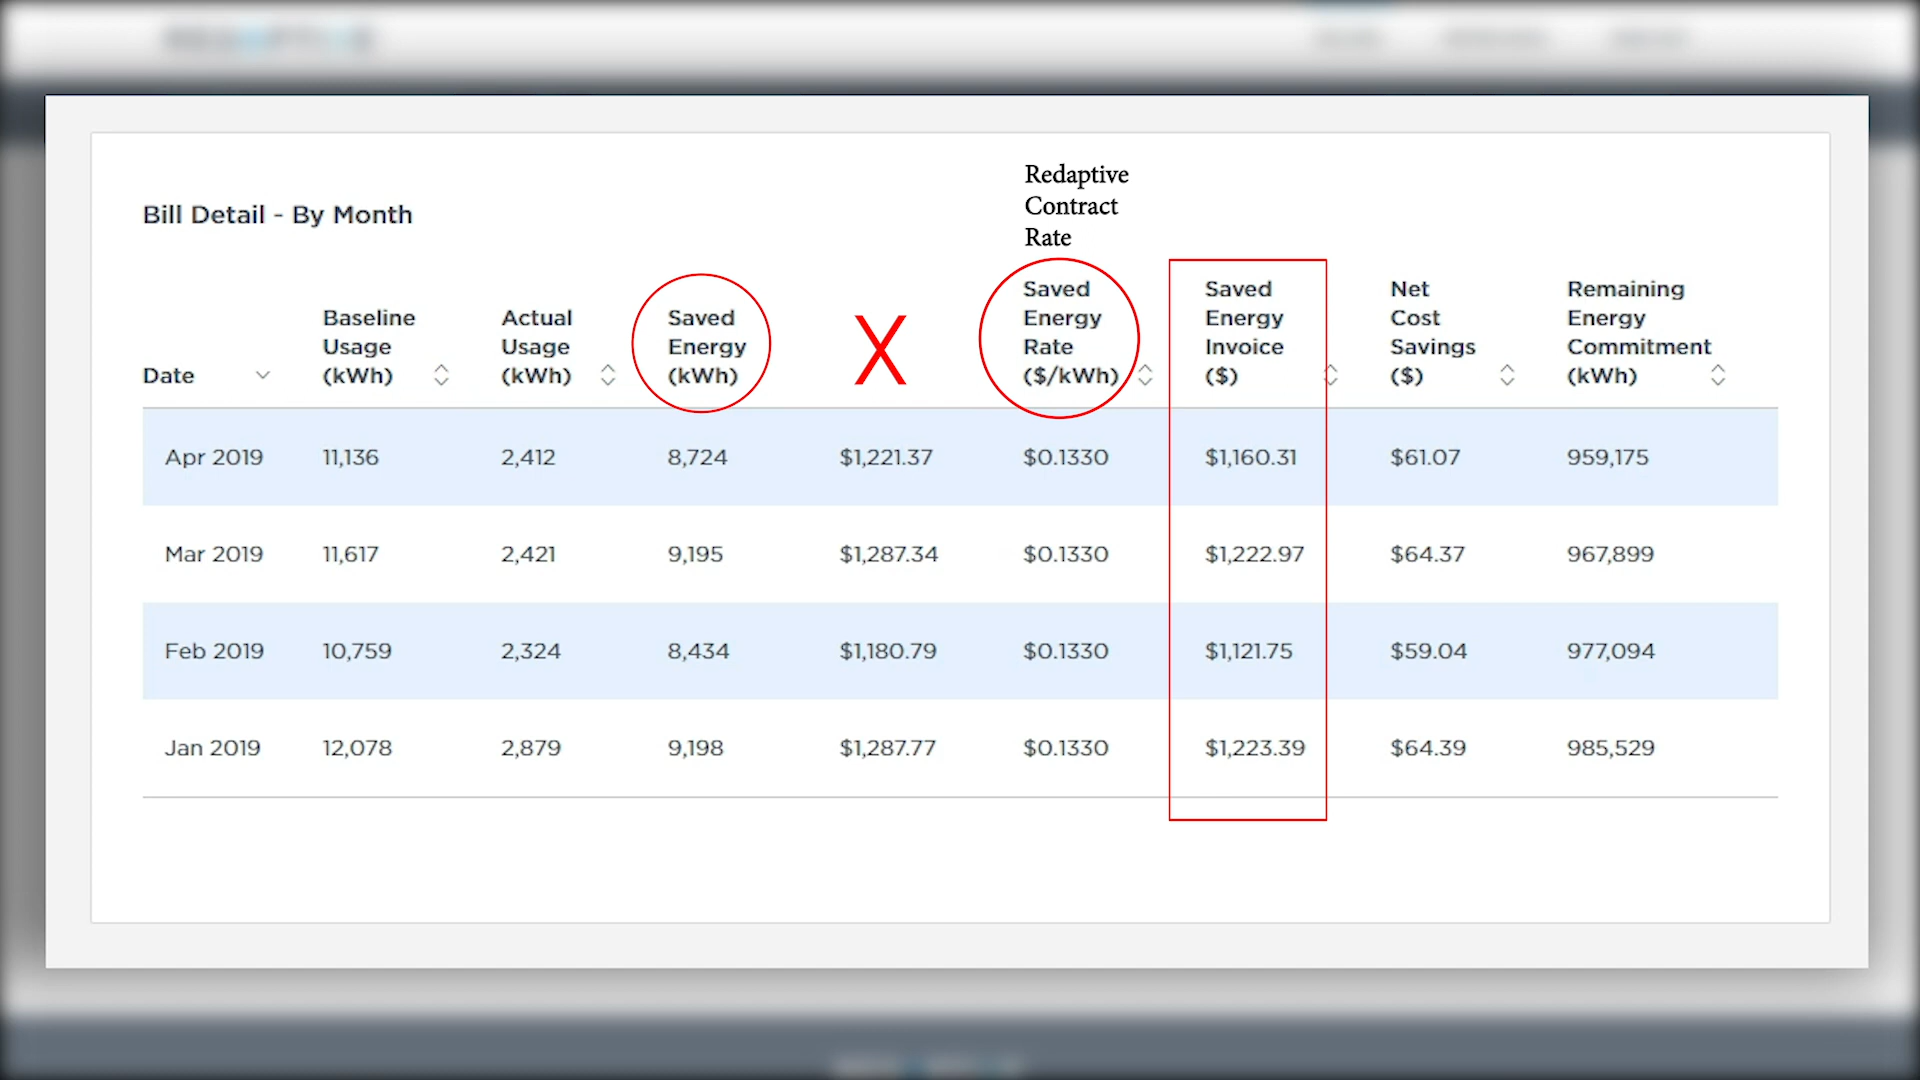 Redaptive
Contract
Rate
Bill Detail - By Month
Date
Baseline
Usage
(kWh)
Actual
Usage
(kWh)
Saved
Energy
(kWh)
X
Saved
Energy
Rate
($/kWh)
Saved
Energy
Invoice
($)
Net
Cost
Savings
($)
Remaining
Energy
Commitment
(kWh)
Apr 2019 11,136 2,412 8,724 $1,221.37 $0.1330 $1,160.31 $61.07 959,175
Mar 2019 11,617 2,421 9,195 $1,287.34 $0.1330 $1,222.97 $64.37 967,899
Feb 2019 10,759 2,324 8,434 $1,180.79 $0.1330 $1,121.75 $59.04 977,094
Jan 2019 12,078 2,879 9,198 $1,287.77 $0.1330 $1,223.39 $64.39 985,529